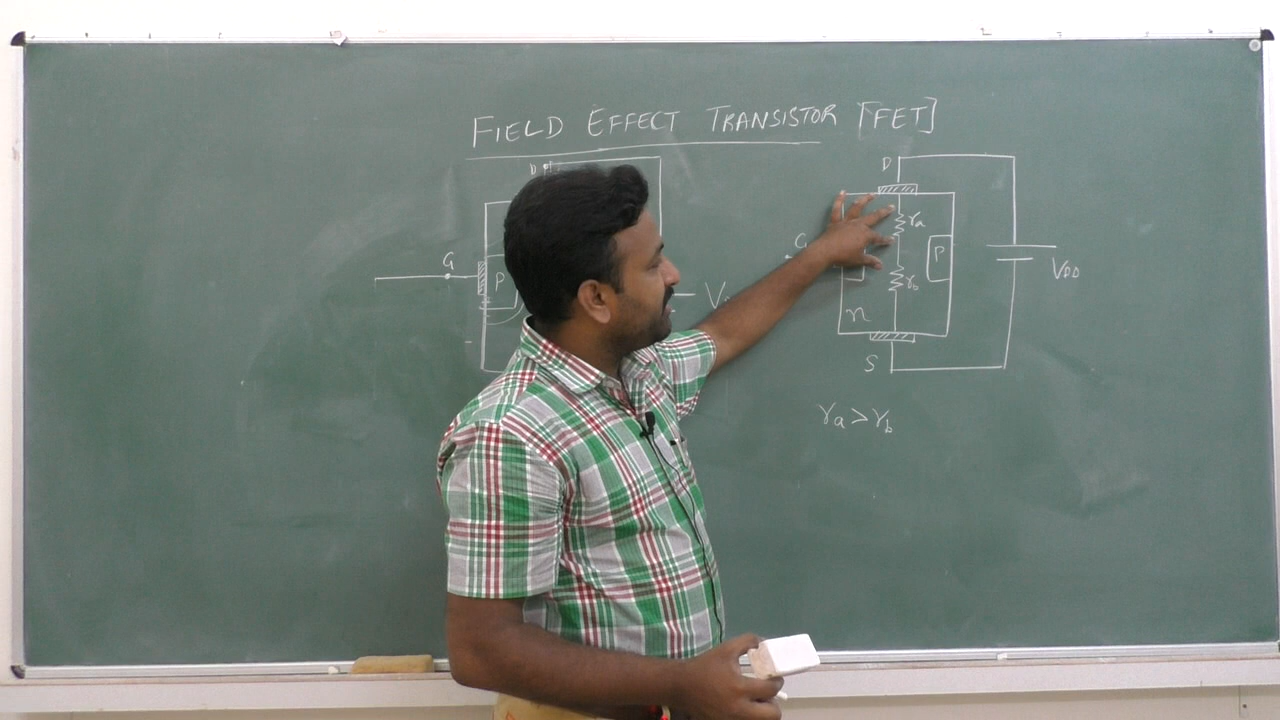 FIELD EFFECT TRANSISTOR [FET]
D
G
P
V
D
G
ra
rb
P
n
S
VDD
ra > rb